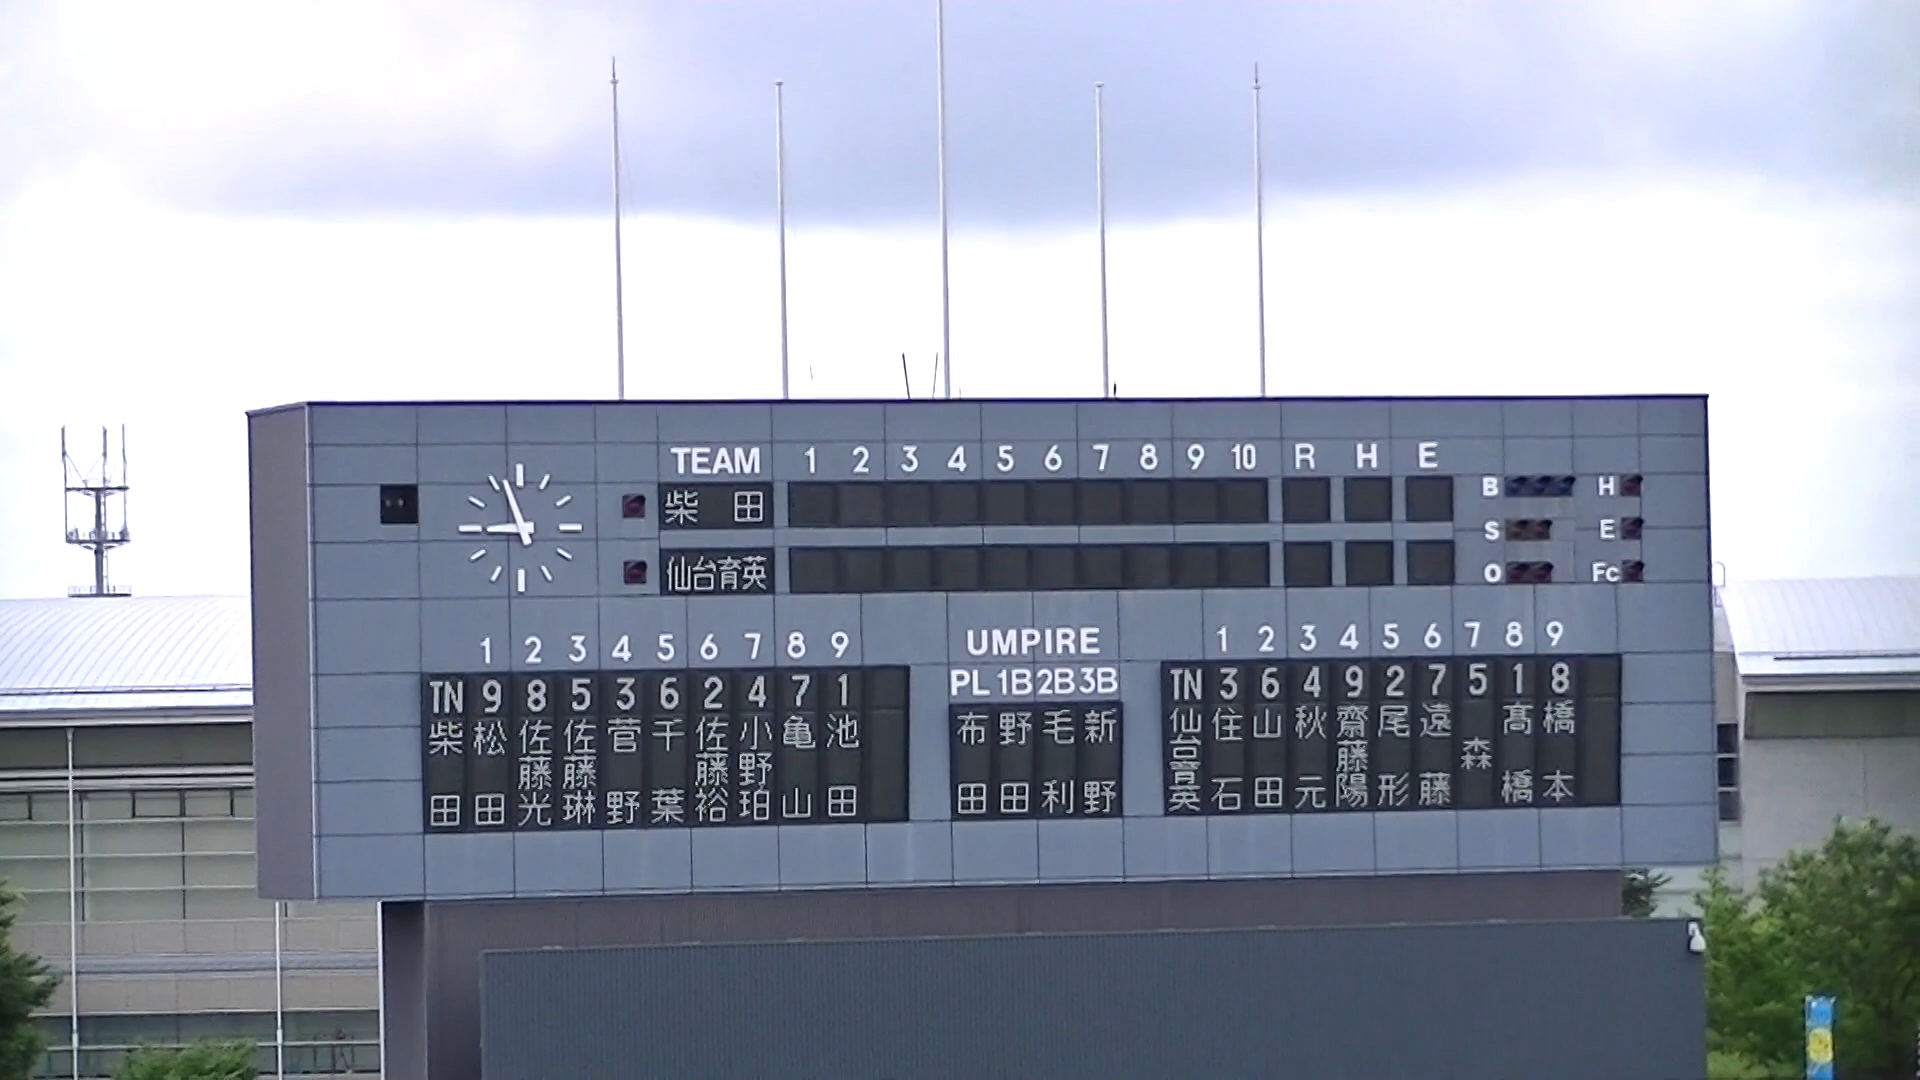 TEAM 1 2 3 4 5 6 7 8 9 10 R H E
柴田 B H
S E
仙台育英 O Fc
1 2 3 4 5 6 7 8 9
TN 9 8 5 3 6 2 4 7 1
柴田
松田
佐藤光
佐藤琳
菅野
千葉
佐藤裕
小野珀
亀山
池田
UMPIRE
PL 1B 2B 3B
布田
野田
毛利
新野
1 2 3 4 5 6 7 8 9
TN 3 6 4 9 2 7 5 1 8
仙台育英
住石
山田
秋元
齋藤陽
尾形
遠藤
森
髙橋
橋本